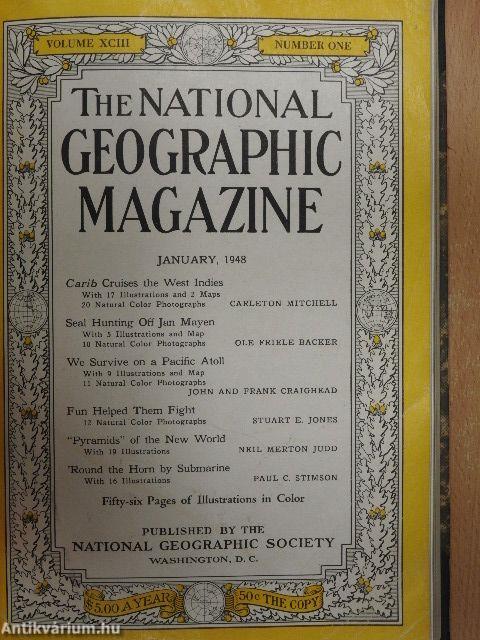 VOLUME XCIII
NUMBER ONE
THE NATIONAL
GEOGRAPHIC
MAGAZINE
JANUARY, 1948
Carib Cruises the West Indies
With 17 Illustrations and 2 Maps
20 Natural Color Photographs CARLETON MITCHELL
Seal Hunting Off Jan Mayen
With 5 Illustrations and Map
18 Natural Color Photographs OLE FRIELE BACKER
We Survive on a Pacific Atoll
With 9 Illustrations and Map
11 Natural Color Photographs
JOHN AND FRANK CRAIGHEAD
Fun Helped Them Fight
12 Natural Color Photographs STUART E. JONES
"Pyramids" of the New World
With 19 Illustrations NEIL MERTON JUDD
'Round the Horn by Submarine
With 16 Illustrations PAUL C. STIMSON
Fifty-six Pages of Illustrations in Color
PUBLISHED BY THE
NATIONAL GEOGRAPHIC SOCIETY
WASHINGTON, D. C.
$5.00 A YEAR
50c THE COPY
Antikvárium.hu